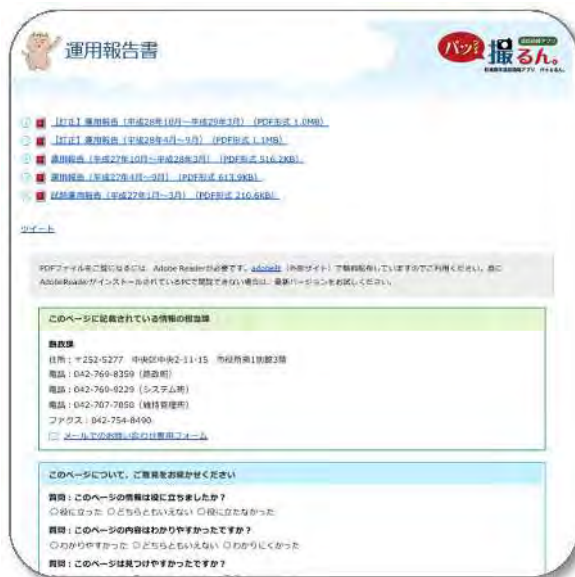 運用報告書
パッ!撮るん。
【訂正】運用報告（平成28年10月～平成29年3月）（PDF形式 1.0MB）
【訂正】運用報告（平成28年4月～9月）（PDF形式 1.1MB）
運用報告（平成27年10月～平成28年3月）（PDF形式 516.2KB）
運用報告（平成27年4月～9月）（PDF形式 613.9KB）
試験運用報告（平成27年1月～3月）（PDF形式 210.6KB）
ツイート
PDFファイルをご覧になるには、Adobe Readerが必要です。adobe社（外部サイト）で無料配布していますのでご利用ください。既に
AdobeReaderがインストールされているPCで閲覧できない場合は、最新バージョンをお試しください。
このページに記載されている情報の担当課
路政課
住所：〒252-5277 中央区中央2-11-15 市役所第1別館3階
電話：042-769-8359（路政班）
電話：042-769-9229（システム班）
電話：042-707-7050（維持管理班）
ファクス：042-754-8490
メールでのお問い合わせ専用フォーム
このページについて、ご意見をお聞かせください
質問：このページの情報は役に立ちましたか？
○役に立った ○どちらともいえない ○役に立たなかった
質問：このページの内容はわかりやすかったですか？
○わかりやすかった ○どちらともいえない ○わかりにくかった
質問：このページは見つけやすかったですか？